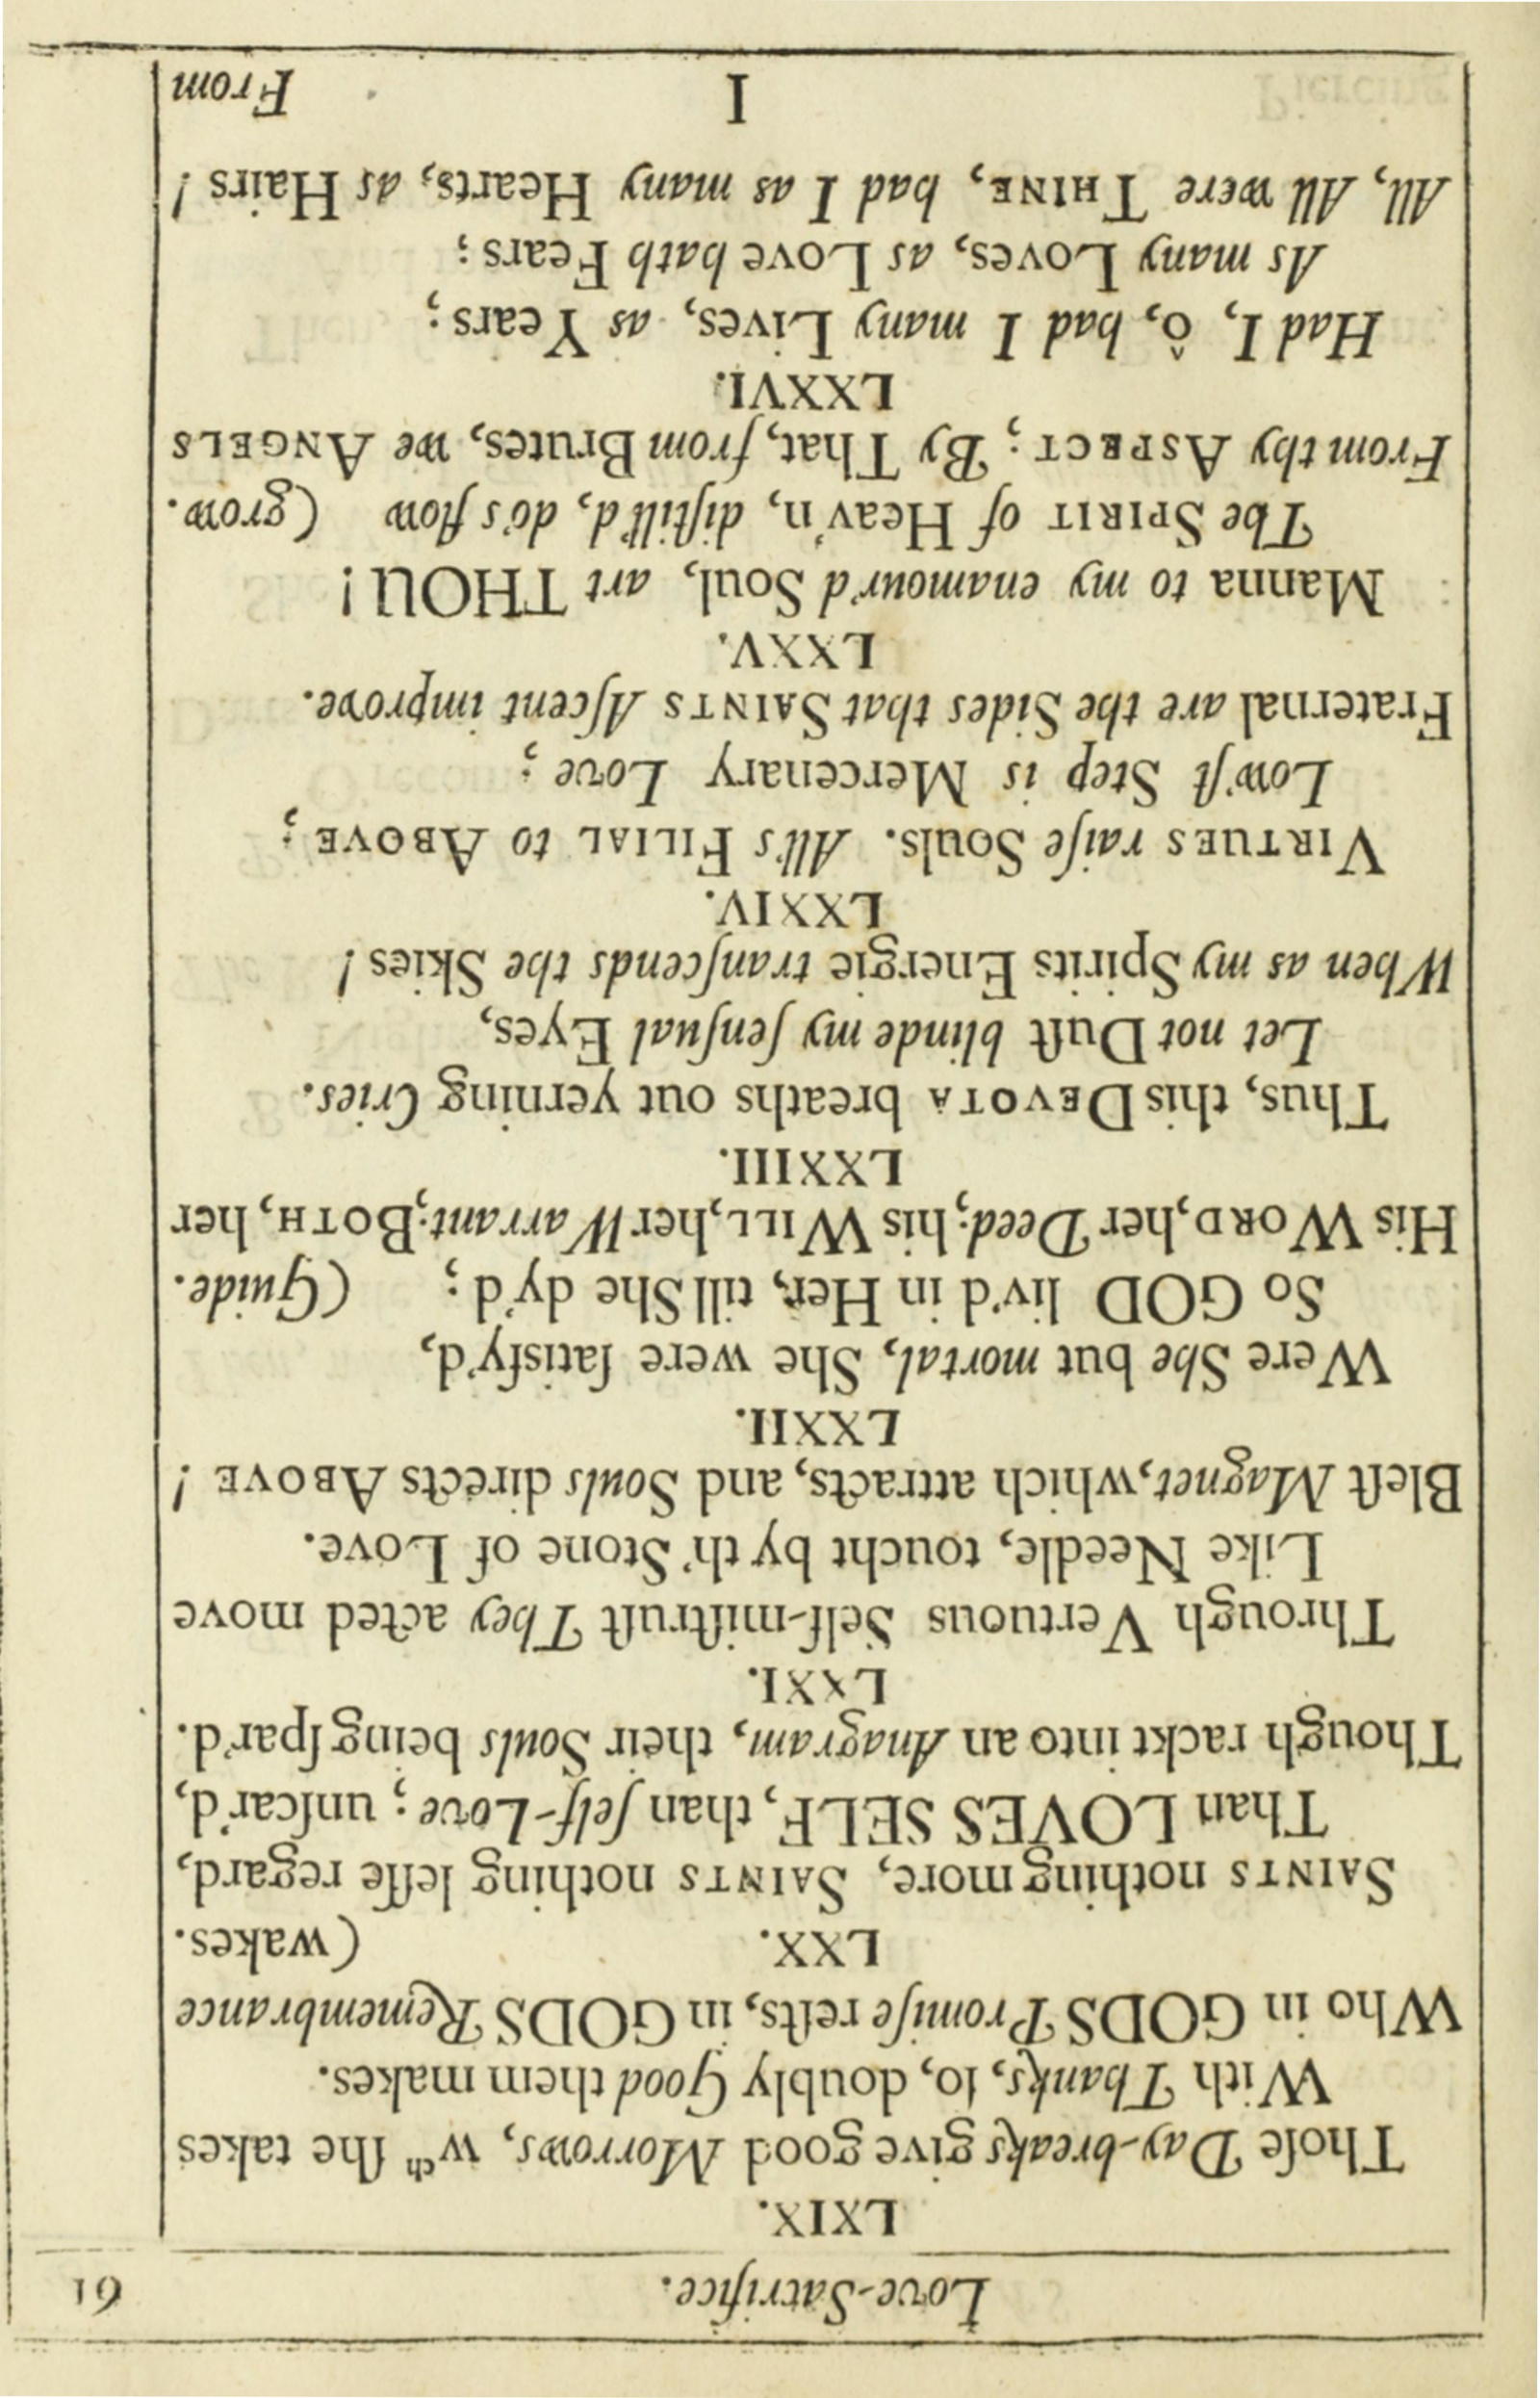 Love-Sacrifice. 61
LXIX.
Thoſe Day-breaks give good Morrows, wᶜʰ ſhe takes
With Thanks, ſo, doubly Good them makes.
Who in GODS Promiſe reſts, in GODS Remembrance
LXX. (wakes.
SAINTS nothing more, SAINTS nothing leſſe regard,
Than LOVES SELF, than ſelf-Love; unſcar'd,
Though rackt into an Anagram, their Souls being ſpar'd.
LXXI.
Through Vertuous Self-miſtruſt They acted move
Like Needle, toucht by th' Stone of Love.
Bleſt Magnet, which attracts, and Souls directs ABOVE!
LXXII.
Were She but mortal, She were ſatisfy'd,
So GOD liv'd in Her, till She dy'd; (Guide.
His WORD, her Deed; his WILL, her Warrant; BOTH, her
LXXIII.
Thus, this DEVOTA breaths out yerning Cries.
Let not Duſt blinde my ſenſual Eyes,
When as my Spirits Energie tranſcends the Skies!
LXXIV.
VIRTUES raiſe Souls. All's FILIAL to ABOVE;
Low'ſt Step is Mercenary Love;
Fraternal are the Sides that SAINTS Aſcent improve.
LXXV.
Manna to my enamour'd Soul, art THOU!
The SPIRIT of Heav'n, diſtill'd, do's flow (grow.
From thy ASPECT; By That, from Brutes, we ANGELS
LXXVI.
Had I, ô, had I many Lives, as Years;
As many Loves, as Love hath Fears;
All, All were THINE, had I as many Hearts, as Hairs!
I From